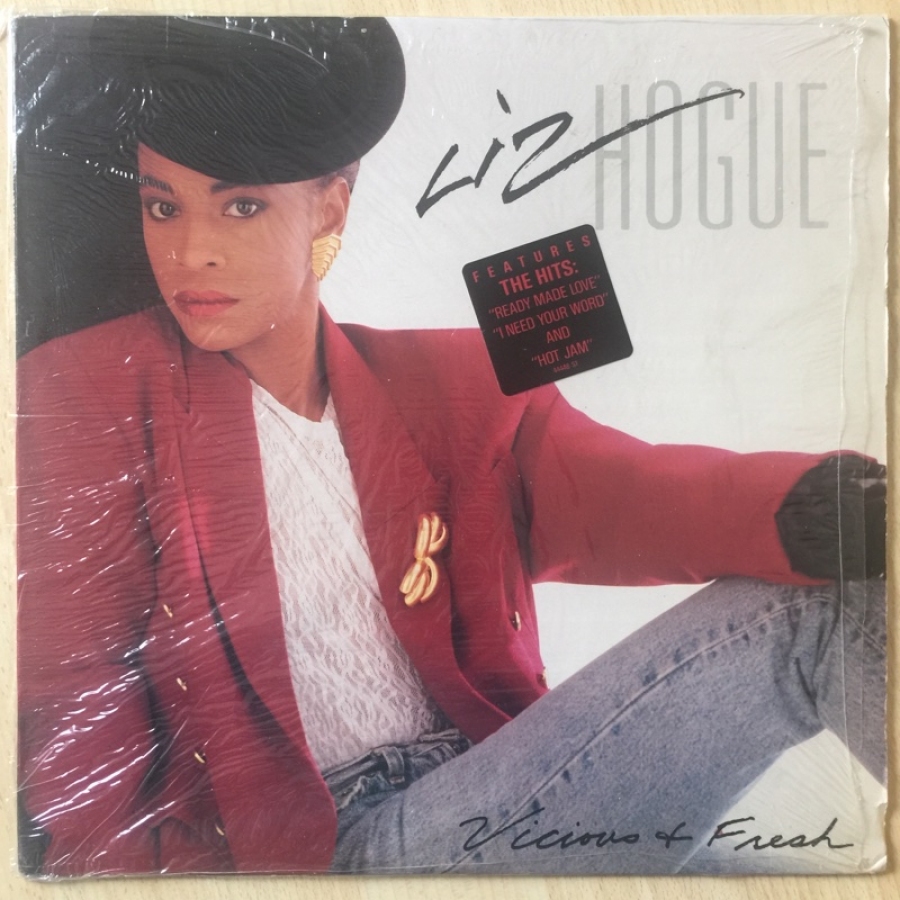 Liz HOGUE
FEATURES
THE HITS:
"READY MADE LOVE"
"I NEED YOUR WORD"
AND
"HOT JAM"
Vicious & Fresh